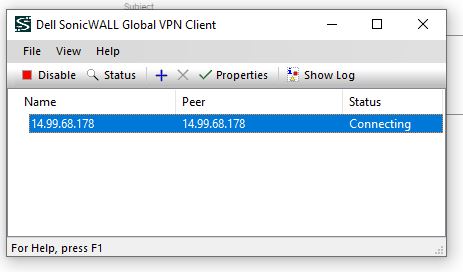 Subject
Dell SonicWALL Global VPN Client
File View Help
Disable Status Properties Show Log
Name Peer Status
14.99.68.178 14.99.68.178 Connecting
For Help, press F1